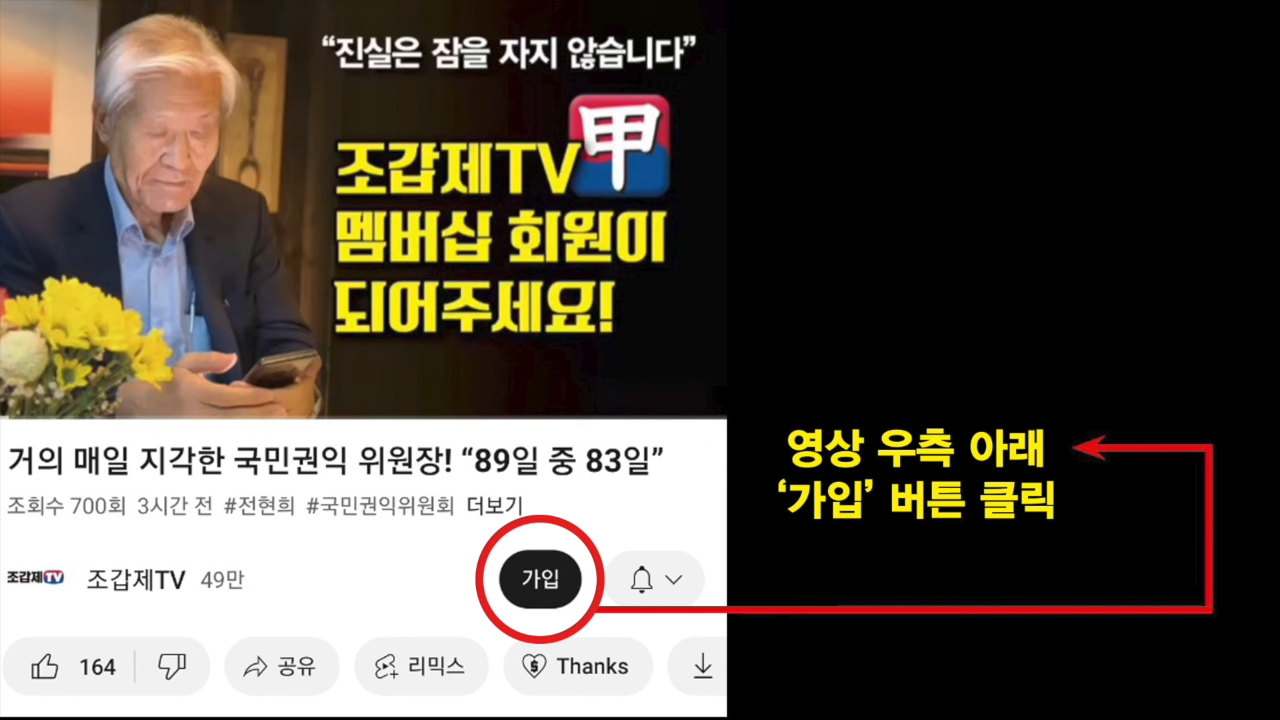 “진실은 잠을 자지 않습니다”
조갑제TV甲
멤버십 회원이
되어주세요!
거의 매일 지각한 국민권익 위원장! “89일 중 83일”
조회수 700회 3시간 전 #전현희 #국민권익위원회 더보기
조갑제TV 조갑제TV 49만 가입
164 공유 리믹스 Thanks
영상 우측 아래
‘가입’ 버튼 클릭